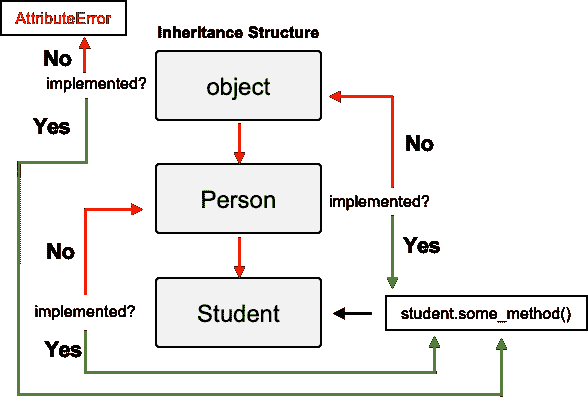 AttributeError
Inheritance Structure
No
implemented?
object
Yes
No
Person
implemented?
No
Yes
implemented?
Student
student.some_method()
Yes